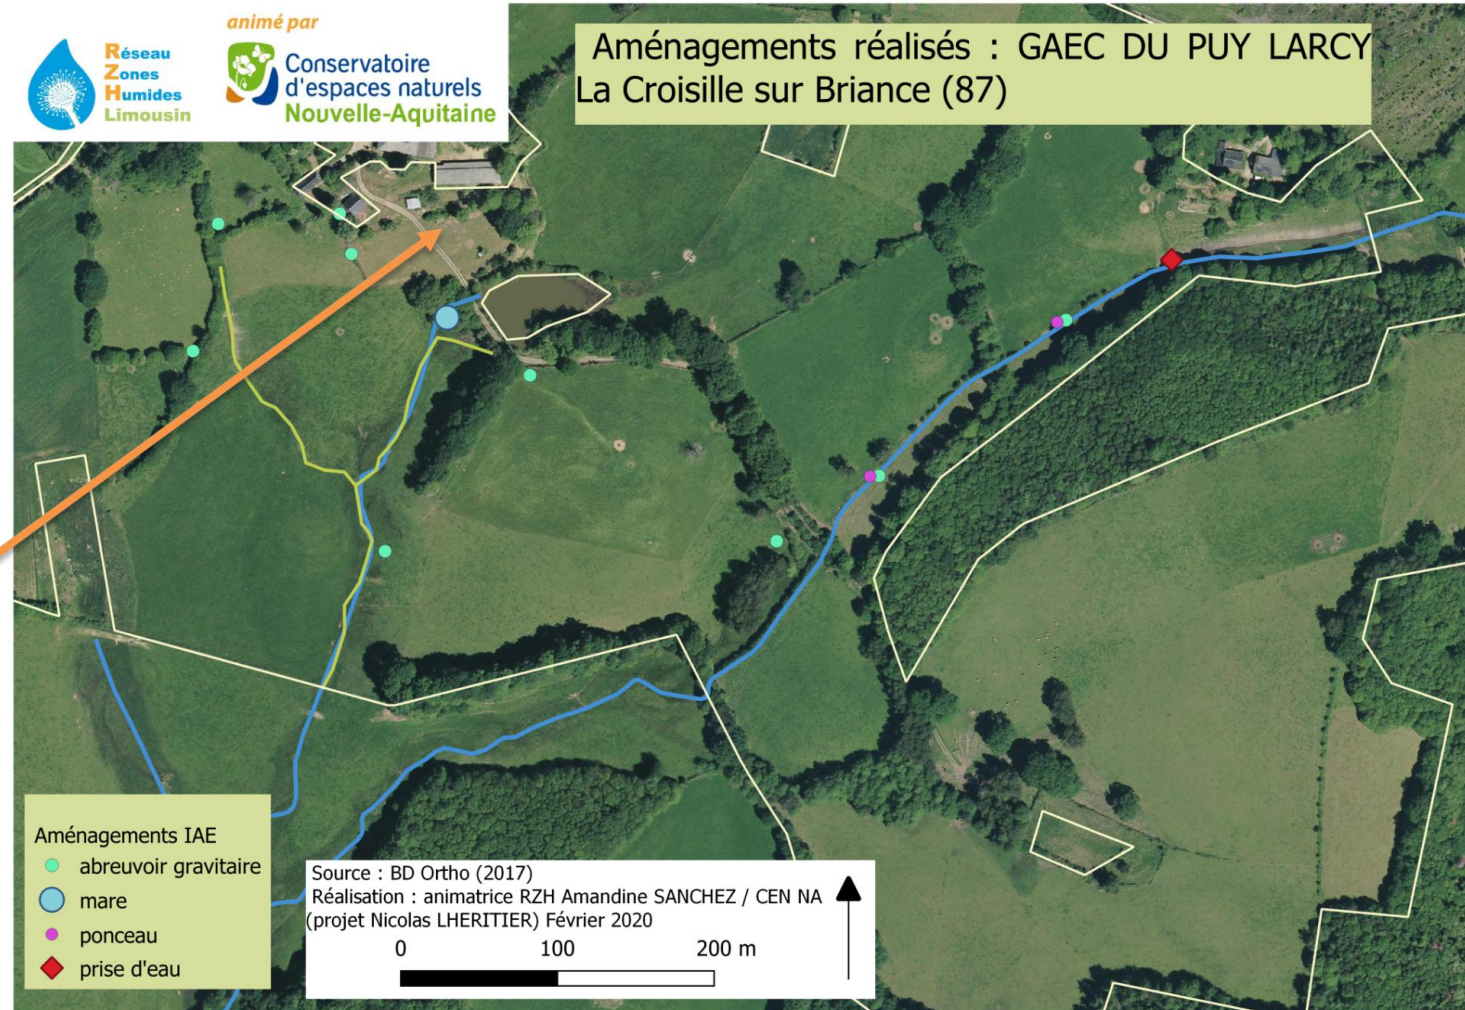 animé par
Réseau
Zones
Humides
Limousin
Conservatoire
d'espaces naturels
Nouvelle-Aquitaine
Aménagements réalisés : GAEC DU PUY LARCY
La Croisille sur Briance (87)
Aménagements IAE
abreuvoir gravitaire
mare
ponceau
prise d'eau
Source : BD Ortho (2017)
Réalisation : animatrice RZH Amandine SANCHEZ / CEN NA
(projet Nicolas LHERITIER) Février 2020
0 100 200 m